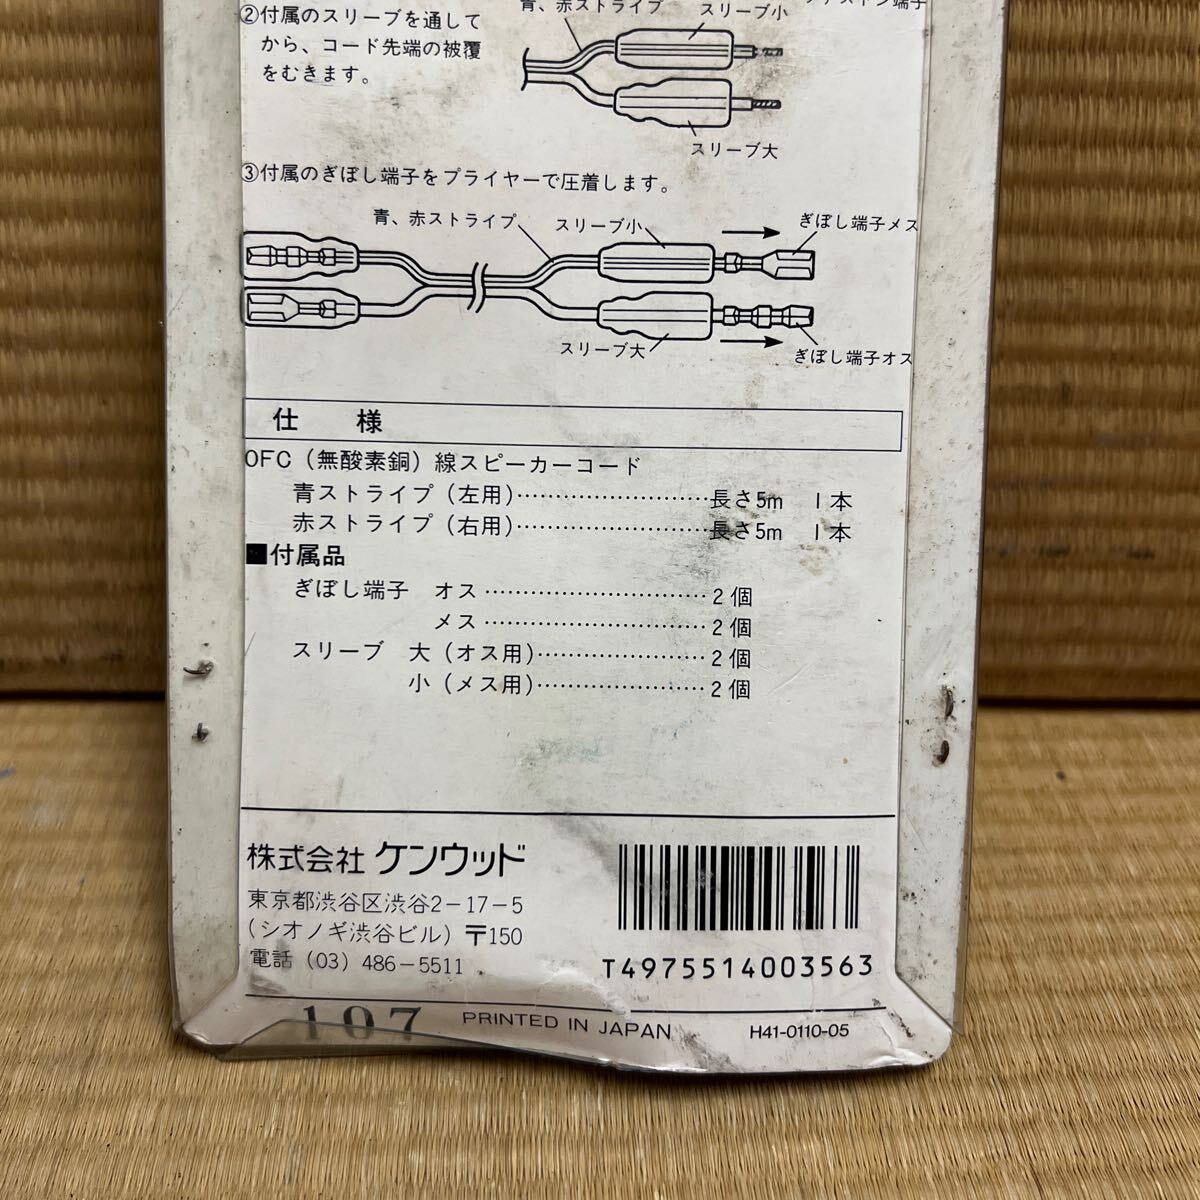 ②付属のスリーブを通して
から、コード先端の被覆
をむきます。
青、赤ストライプ
スリーブ小
スリーブ大
③付属のぎぼし端子をプライヤーで圧着します。
青、赤ストライプ
スリーブ小
ぎぼし端子メス
スリーブ大
ぎぼし端子オス
仕 様
OFC（無酸素銅）線スピーカーコード
青ストライプ（左用）………………………長さ5m 1本
赤ストライプ（右用）………………………長さ5m 1本
■付属品
ぎぼし端子 オス…………………………2個
メス…………………………2個
スリーブ 大（オス用）…………………2個
小（メス用）…………………2個
株式会社 ケンウッド
東京都渋谷区渋谷2-17-5
（シオノギ渋谷ビル）〒150
電話（03）486-5511
T4975514003563
107 PRINTED IN JAPAN H41-0110-05